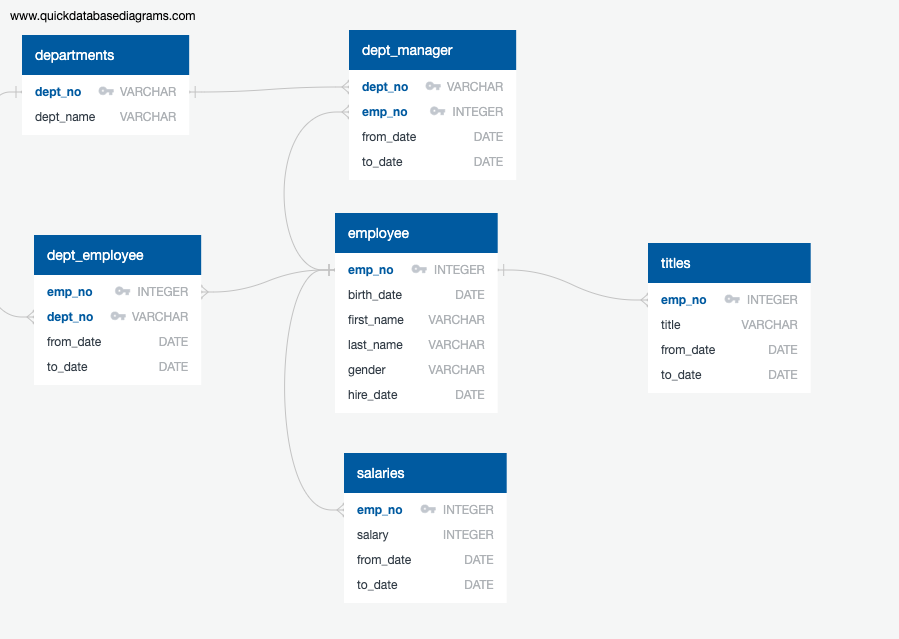 www.quickdatabasediagrams.com
departments
dept_no VARCHAR
dept_name VARCHAR
dept_manager
dept_no VARCHAR
emp_no INTEGER
from_date DATE
to_date DATE
dept_employee
emp_no INTEGER
dept_no VARCHAR
from_date DATE
to_date DATE
employee
emp_no INTEGER
birth_date DATE
first_name VARCHAR
last_name VARCHAR
gender VARCHAR
hire_date DATE
titles
emp_no INTEGER
title VARCHAR
from_date DATE
to_date DATE
salaries
emp_no INTEGER
salary INTEGER
from_date DATE
to_date DATE